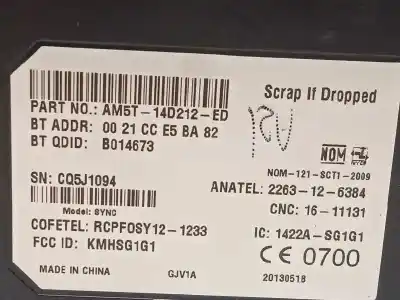 Scrap If Dropped
PART NO.: AM5T-14D212-ED
BT ADDR: 00 21 CC E5 BA 82
BT QDID: B014673
NOM
NOM-121-SCT1-2009
SN: CQ5J1094
ANATEL: 2263-12-6384
CNC: 16-11131
Model: SYNC
COFETEL: RCPFOSY12-1233
IC: 1422A-SG1G1
FCC ID: KMHSG1G1
CE 0700
MADE IN CHINA
GJV1A
20130518